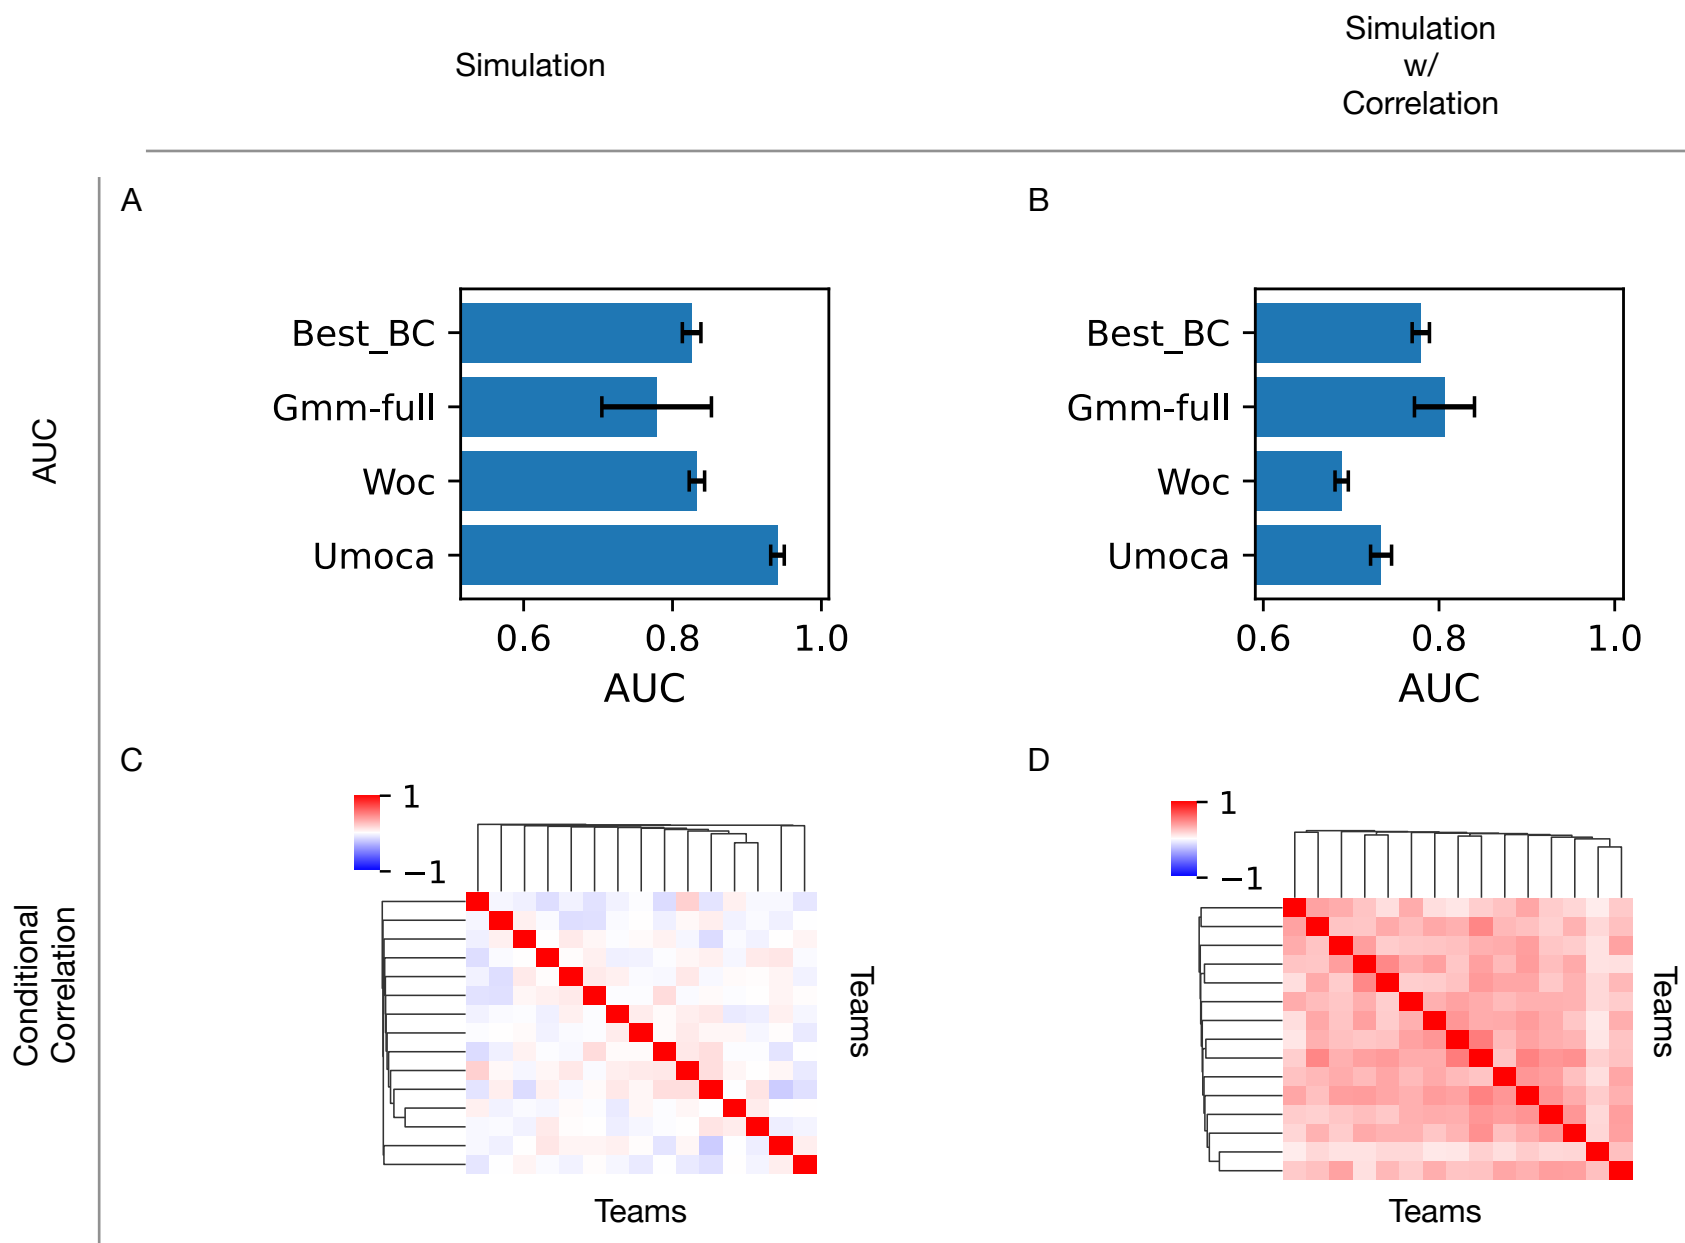 Simulation
Simulation
w/
Correlation
AUC
A
Best_BC
Gmm-full
Woc
Umoca
0.6 0.8 1.0
AUC
B
Best_BC
Gmm-full
Woc
Umoca
0.6 0.8 1.0
AUC
Conditional
Correlation
C
1
−1
Teams
Teams
D
1
−1
Teams
Teams